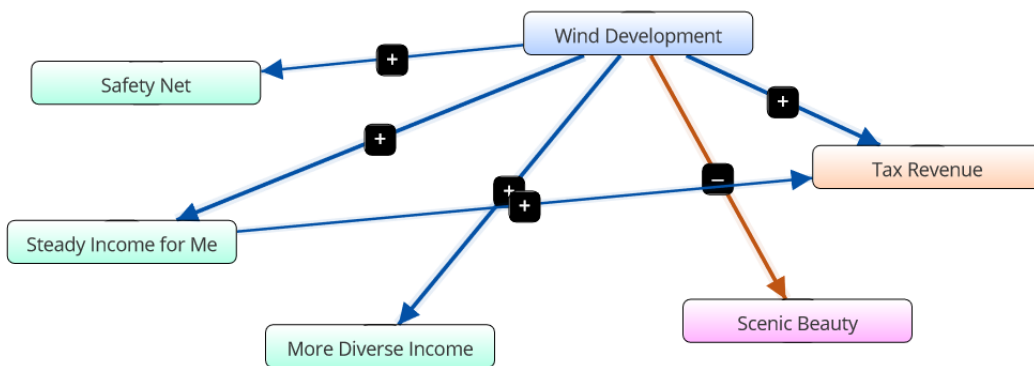 Wind Development
+
Safety Net
+
+
Tax Revenue
–
+
+
Steady Income for Me
Scenic Beauty
More Diverse Income